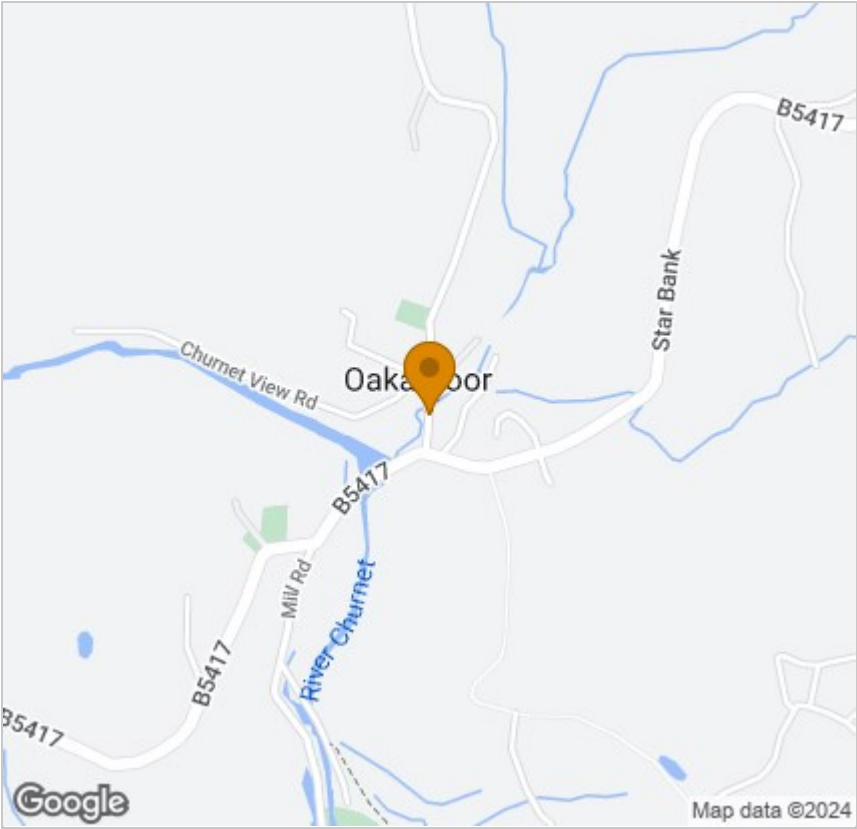 B5417
Star Bank
Churnet View Rd
B5417
Mill Rd
River Churnet
B5417
B5417
Google
Map data ©2024